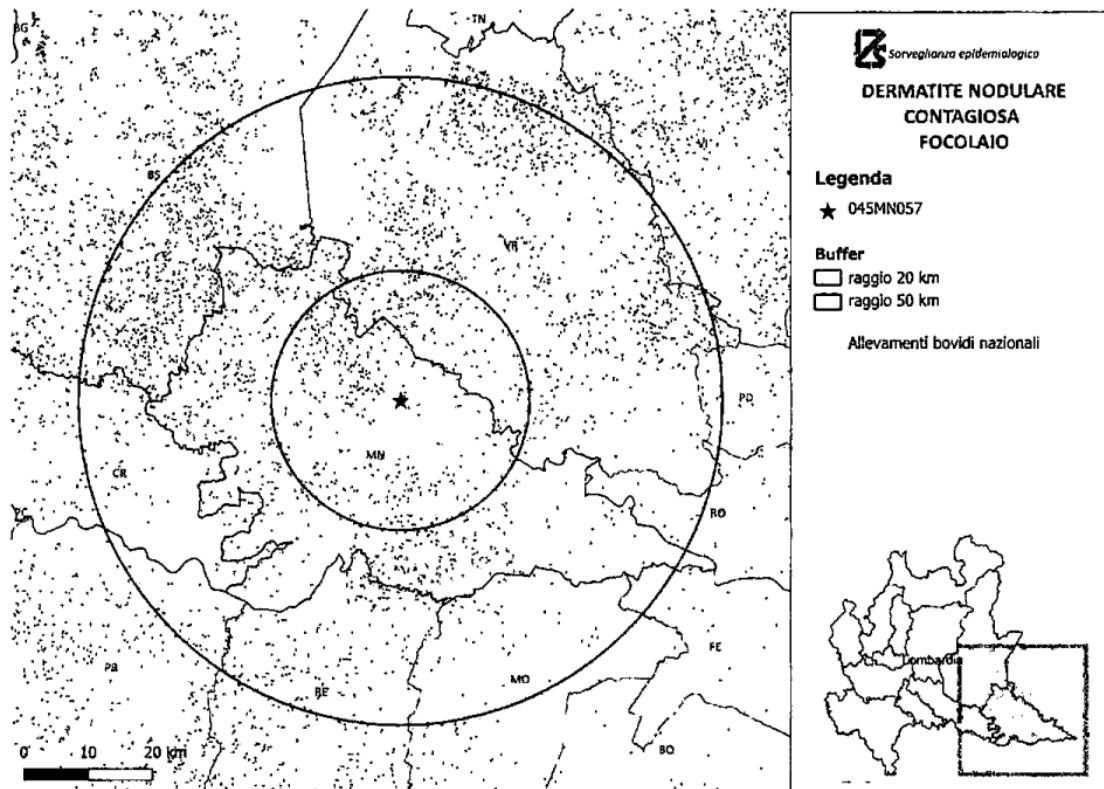 BG
TN
VI
BS
VR
PD
MN
CR
RO
PR
RE
MO
FE
BO
0 10 20 km
Sorveglianza epidemiologica
DERMATITE NODULARE
CONTAGIOSA
FOCOLAIO
Legenda
045MN057
Buffer
raggio 20 km
raggio 50 km
Allevamenti bovidi nazionali
Lombardia